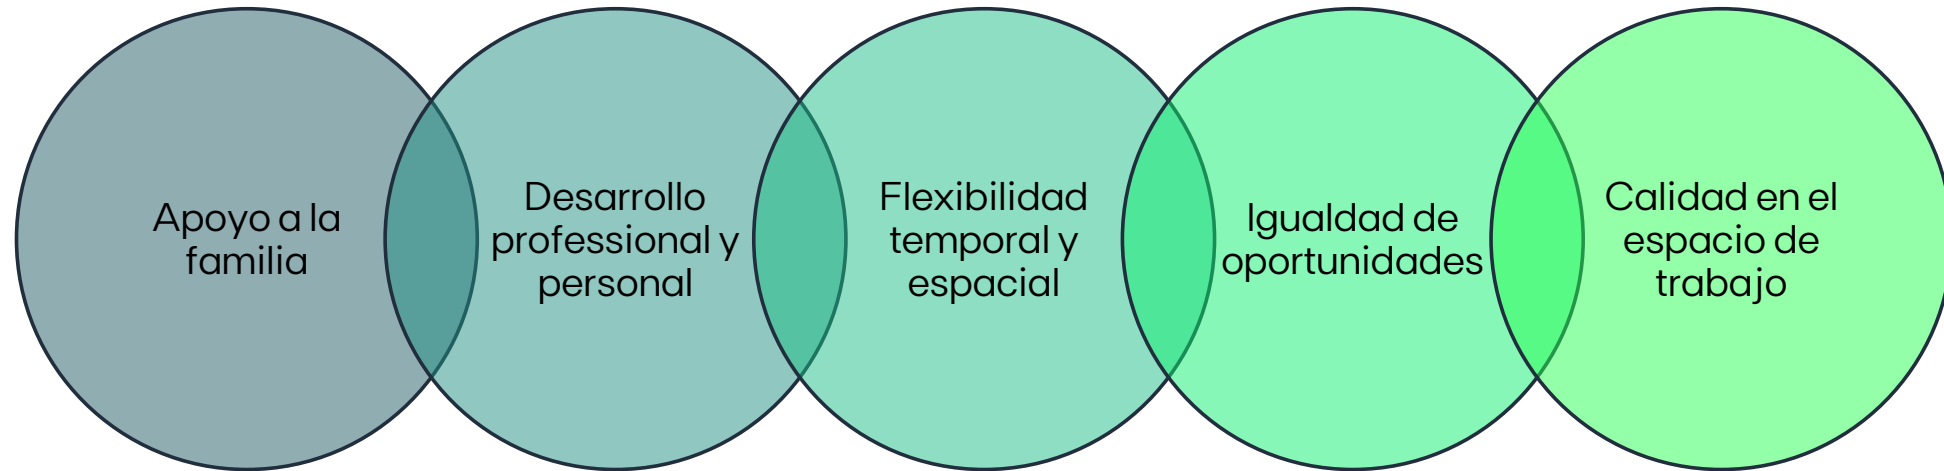 Apoyo a la
familia
Desarrollo
professional y
personal
Flexibilidad
temporal y
espacial
Igualdad de
oportunidades
Calidad en el
espacio de
trabajo